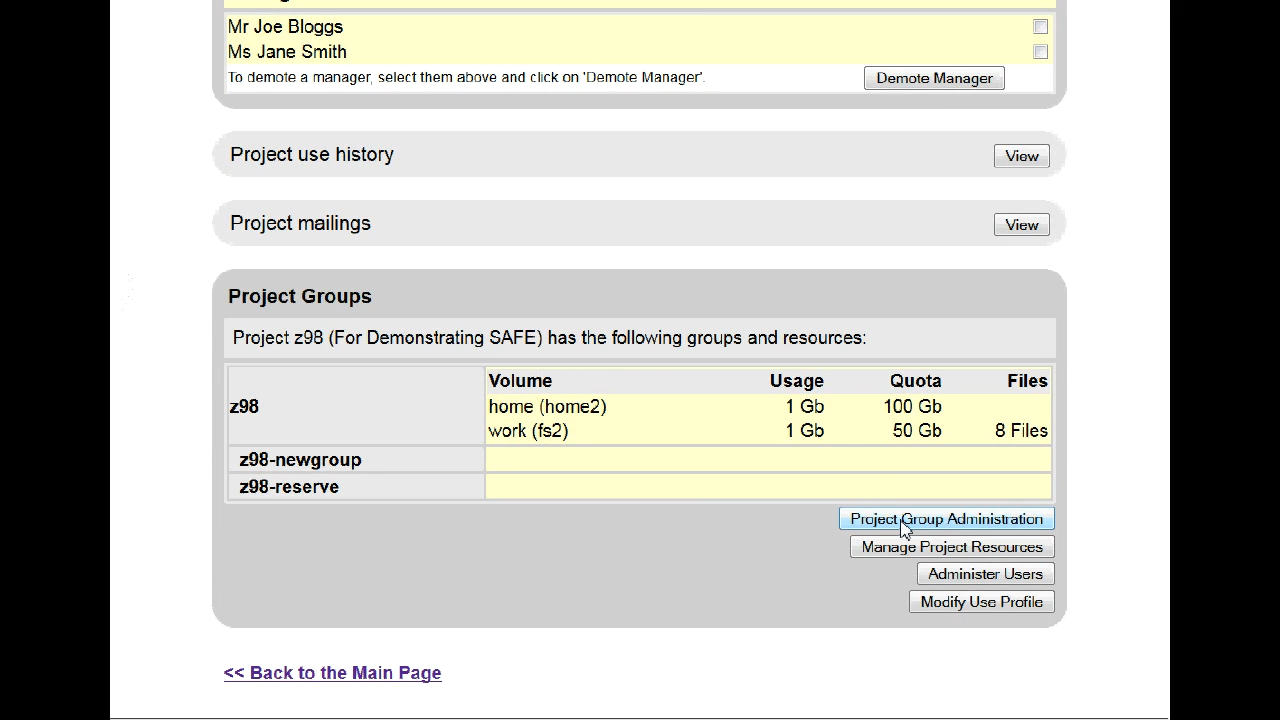 Mr Joe Bloggs
Ms Jane Smith
To demote a manager, select them above and click on 'Demote Manager'. Demote Manager
Project use history View
Project mailings View
Project Groups
Project z98 (For Demonstrating SAFE) has the following groups and resources:
Volume Usage Quota Files
z98 home (home2) 1 Gb 100 Gb
work (fs2) 1 Gb 50 Gb 8 Files
z98-newgroup
z98-reserve
Project Group Administration
Manage Project Resources
Administer Users
Modify Use Profile
<< Back to the Main Page